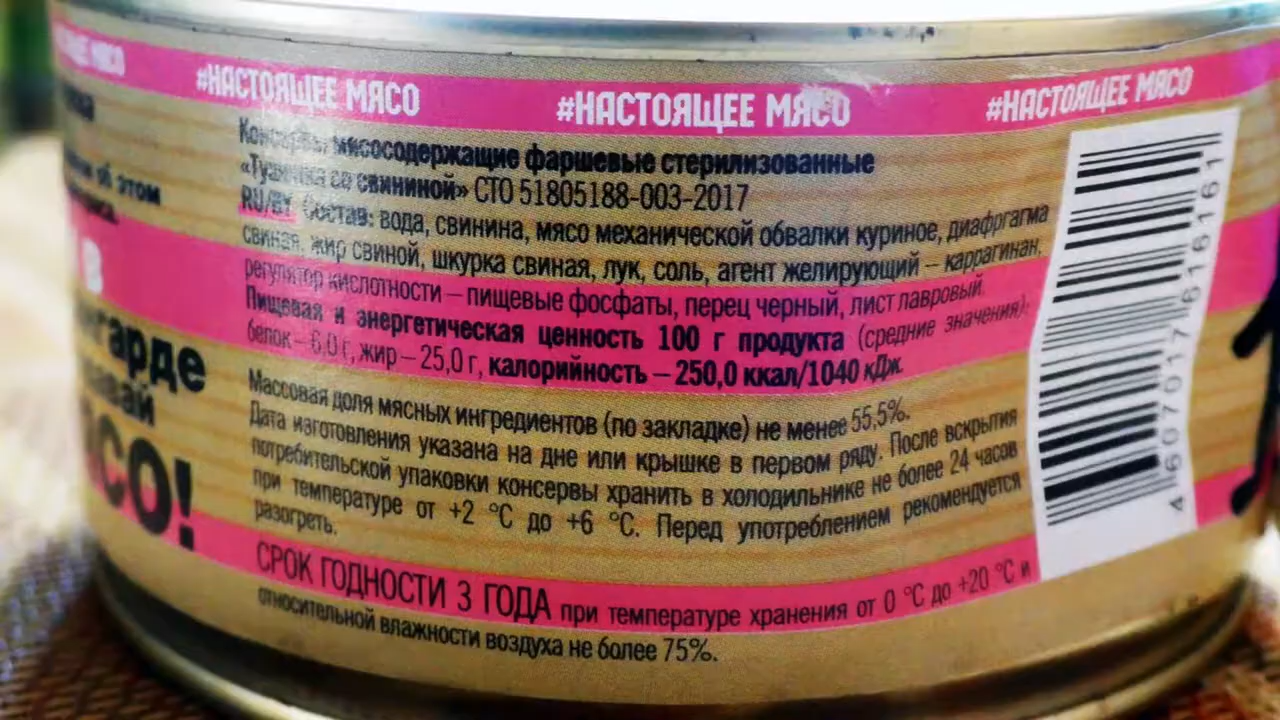 #НАСТОЯЩЕЕ МЯСО
#НАСТОЯЩЕЕ МЯСО
#НАСТОЯЩЕЕ МЯСО
Консервы мясосодержащие фаршевые стерилизованные
«Тушенка со свининой» СТО 51805188-003-2017
RU/BY Состав: вода, свинина, мясо механической обвалки куриное, диафрагма
свиная, жир свиной, шкурка свиная, лук, соль, агент желирующий – каррагинан,
регулятор кислотности – пищевые фосфаты, перец черный, лист лавровый.
Пищевая и энергетическая ценность 100 г продукта (средние значения):
белок – 6,0 г, жир – 25,0 г, калорийность – 250,0 ккал/1040 кДж.
Массовая доля мясных ингредиентов (по закладке) не менее 55,5%.
Дата изготовления указана на дне или крышке в первом ряду. После вскрытия
потребительской упаковки консервы хранить в холодильнике не более 24 часов
при температуре от +2 °С до +6 °С. Перед употреблением рекомендуется
разогреть.
СРОК ГОДНОСТИ 3 ГОДА при температуре хранения от 0 °С до +20 °С и
относительной влажности воздуха не более 75%.
4 607017 616161
МЯСО
об этом
В